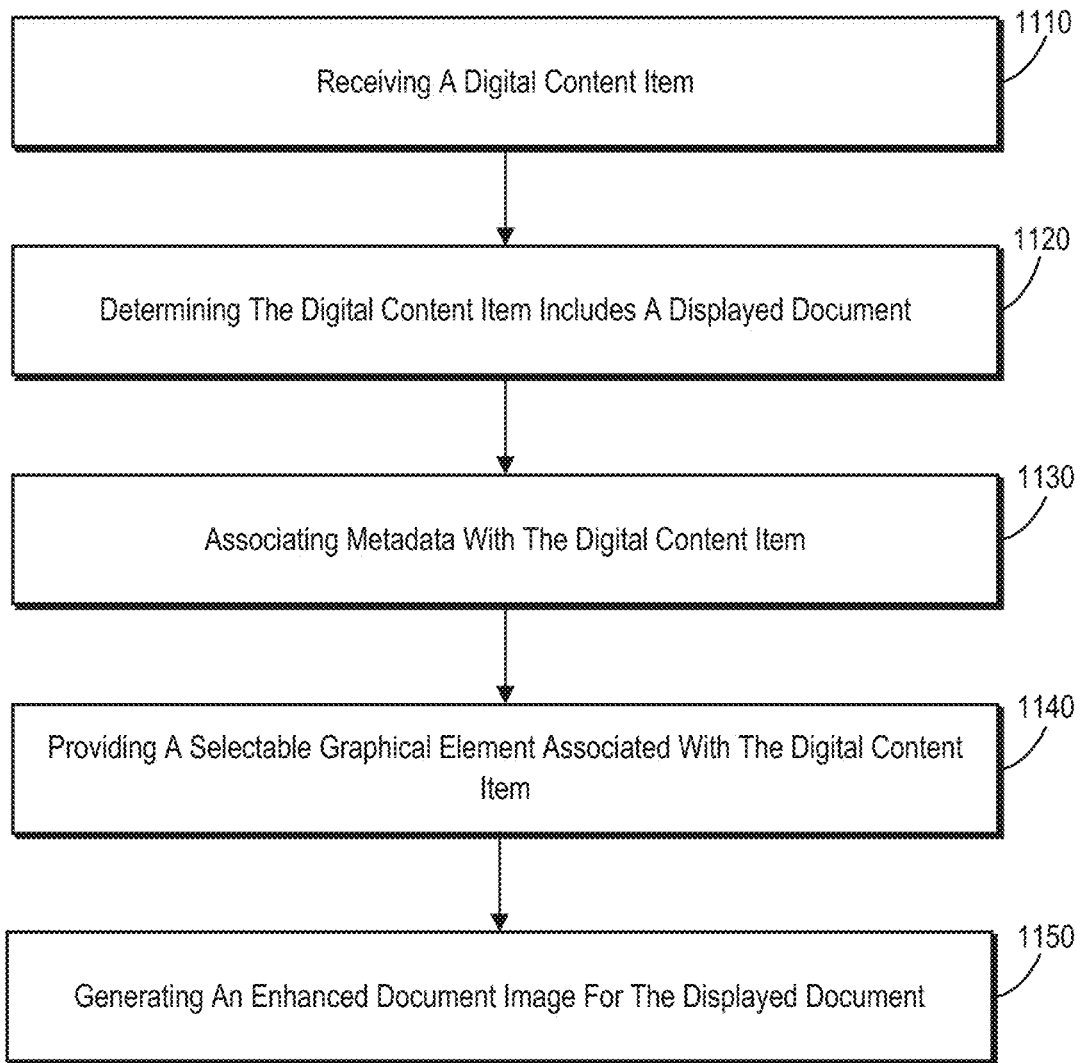 1110
Receiving A Digital Content Item
1120
Determining The Digital Content Item Includes A Displayed Document
1130
Associating Metadata With The Digital Content Item
1140
Providing A Selectable Graphical Element Associated With The Digital Content
Item
1150
Generating An Enhanced Document Image For The Displayed Document